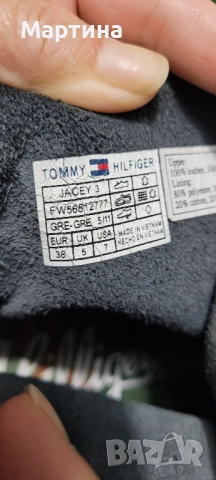 Мартина
TOMMY HILFIGER
JACEY 3
FW56812777
GRE-GRE 5/11
EUR UK USA
38 5 7
MADE IN VIETNAM
HECHO EN VIETNAM
Upper:
100% leather,
Lining:
80% polyester,
20% cotton,
BAZAR